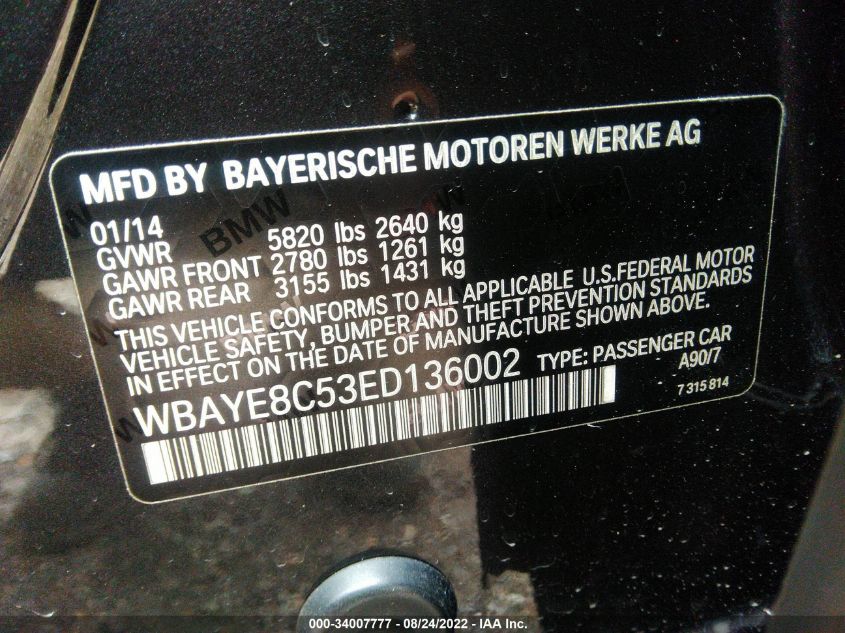 MFD BY BAYERISCHE MOTOREN WERKE AG
01/14
GVWR 5820 lbs 2640 kg
GAWR FRONT 2780 lbs 1261 kg
GAWR REAR 3155 lbs 1431 kg
THIS VEHICLE CONFORMS TO ALL APPLICABLE U.S.FEDERAL MOTOR
VEHICLE SAFETY, BUMPER AND THEFT PREVENTION STANDARDS
IN EFFECT ON THE DATE OF MANUFACTURE SHOWN ABOVE.
WBAYE8C53ED136002 TYPE: PASSENGER CAR
A90/7
7 315 814
BMW
000-34007777 - 08/24/2022 - IAA Inc.